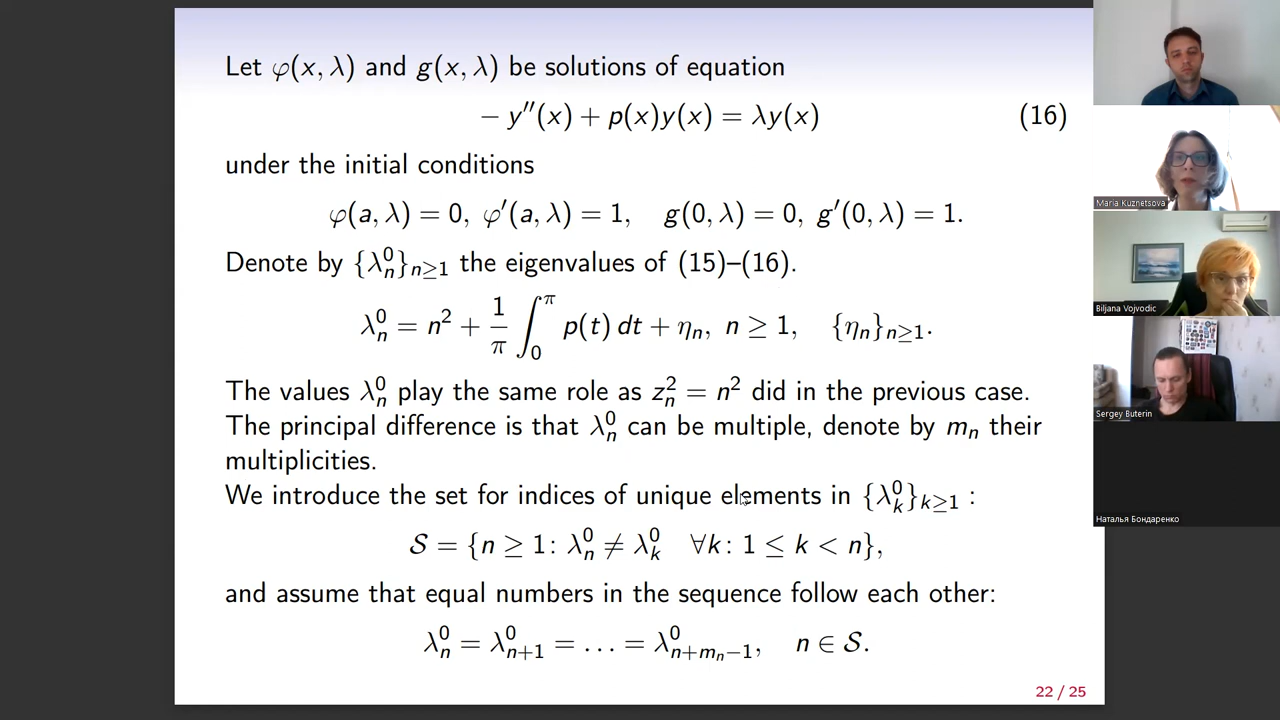 Let φ(x, λ) and g(x, λ) be solutions of equation
− y″(x) + p(x)y(x) = λy(x) (16)
under the initial conditions
φ(a, λ) = 0, φ′(a, λ) = 1, g(0, λ) = 0, g′(0, λ) = 1.
Denote by {λ⁰ₙ}ₙ≥₁ the eigenvalues of (15)–(16).
λ⁰ₙ = n² + 1/π ∫₀^π p(t) dt + ηₙ, n ≥ 1, {ηₙ}ₙ≥₁.
The values λ⁰ₙ play the same role as z²ₙ = n² did in the previous case.
The principal difference is that λ⁰ₙ can be multiple, denote by mₙ their
multiplicities.
We introduce the set for indices of unique elements in {λ⁰ₖ}ₖ≥₁ :
𝒮 = {n ≥ 1: λ⁰ₙ ≠ λ⁰ₖ ∀k: 1 ≤ k < n},
and assume that equal numbers in the sequence follow each other:
λ⁰ₙ = λ⁰ₙ₊₁ = … = λ⁰_{n+mₙ−1}, n ∈ 𝒮.
22 / 25
Maria Kuznetsova
Biljana Vojvodic
Sergey Buterin
Наталья Бондаренко